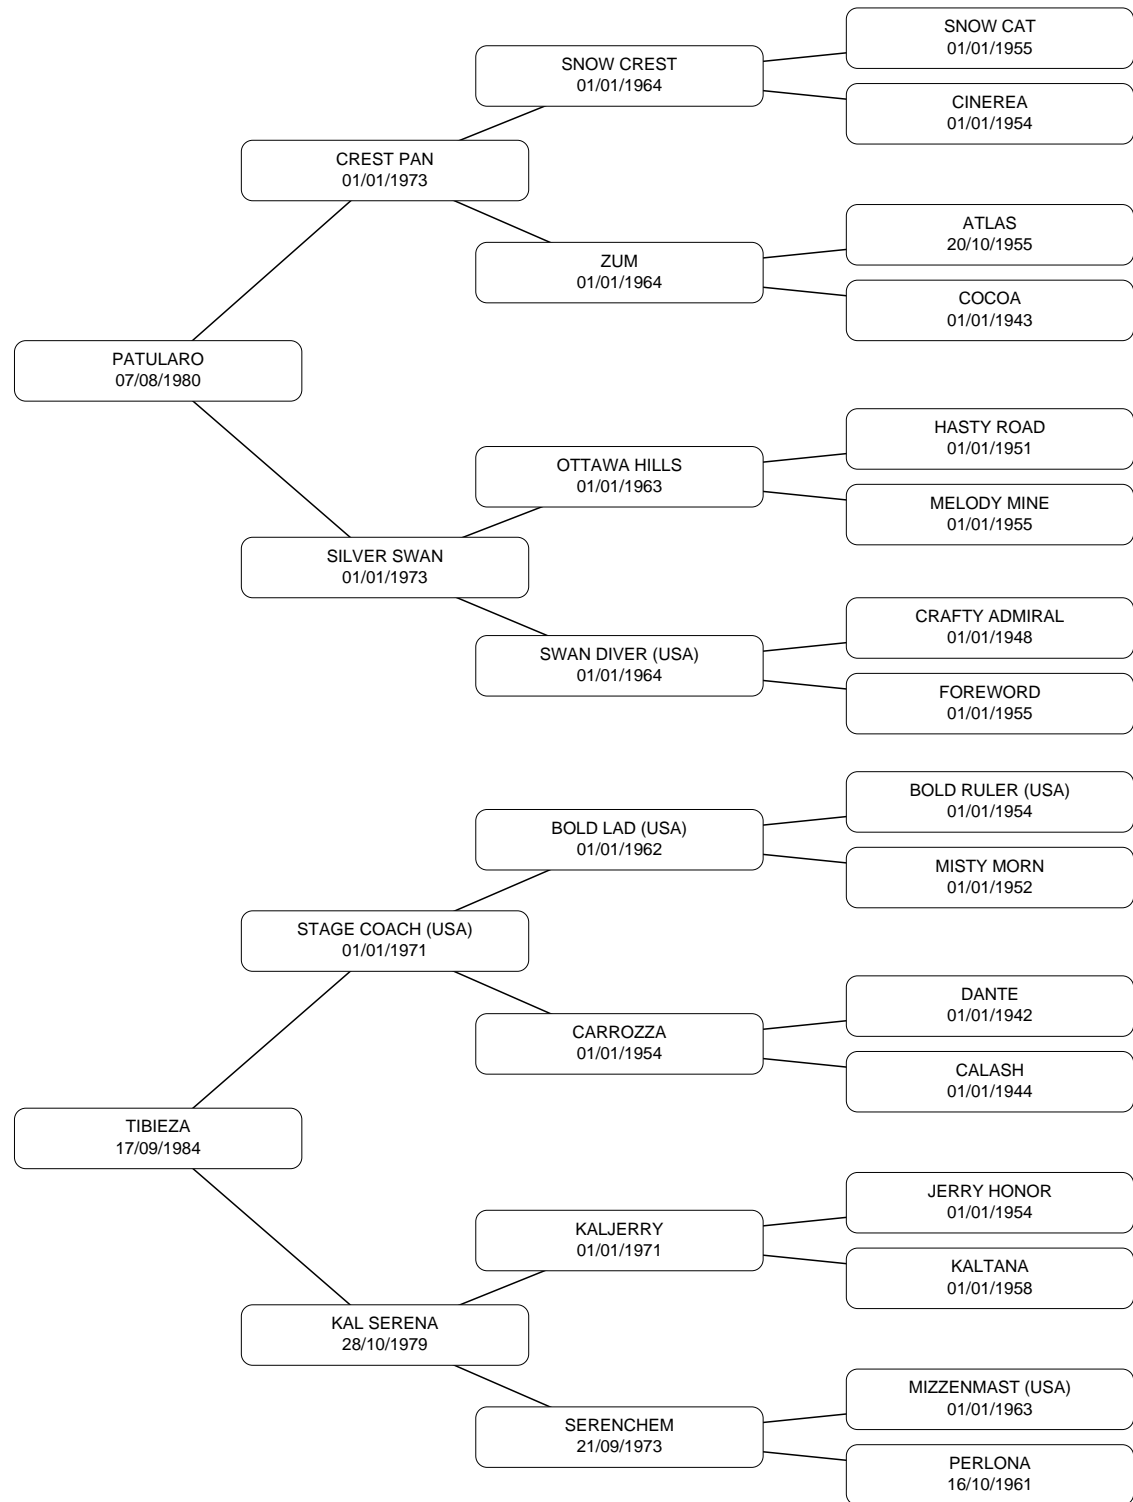 SNOW CAT
01/01/1955
SNOW CREST
01/01/1964
CINEREA
01/01/1954
CREST PAN
01/01/1973
ATLAS
20/10/1955
ZUM
01/01/1964
COCOA
01/01/1943
PATULARO
07/08/1980
HASTY ROAD
01/01/1951
OTTAWA HILLS
01/01/1963
MELODY MINE
01/01/1955
SILVER SWAN
01/01/1973
CRAFTY ADMIRAL
01/01/1948
SWAN DIVER (USA)
01/01/1964
FOREWORD
01/01/1955
BOLD RULER (USA)
01/01/1954
BOLD LAD (USA)
01/01/1962
MISTY MORN
01/01/1952
STAGE COACH (USA)
01/01/1971
DANTE
01/01/1942
CARROZZA
01/01/1954
CALASH
01/01/1944
TIBIEZA
17/09/1984
JERRY HONOR
01/01/1954
KALJERRY
01/01/1971
KALTANA
01/01/1958
KAL SERENA
28/10/1979
MIZZENMAST (USA)
01/01/1963
SERENCHEM
21/09/1973
PERLONA
16/10/1961